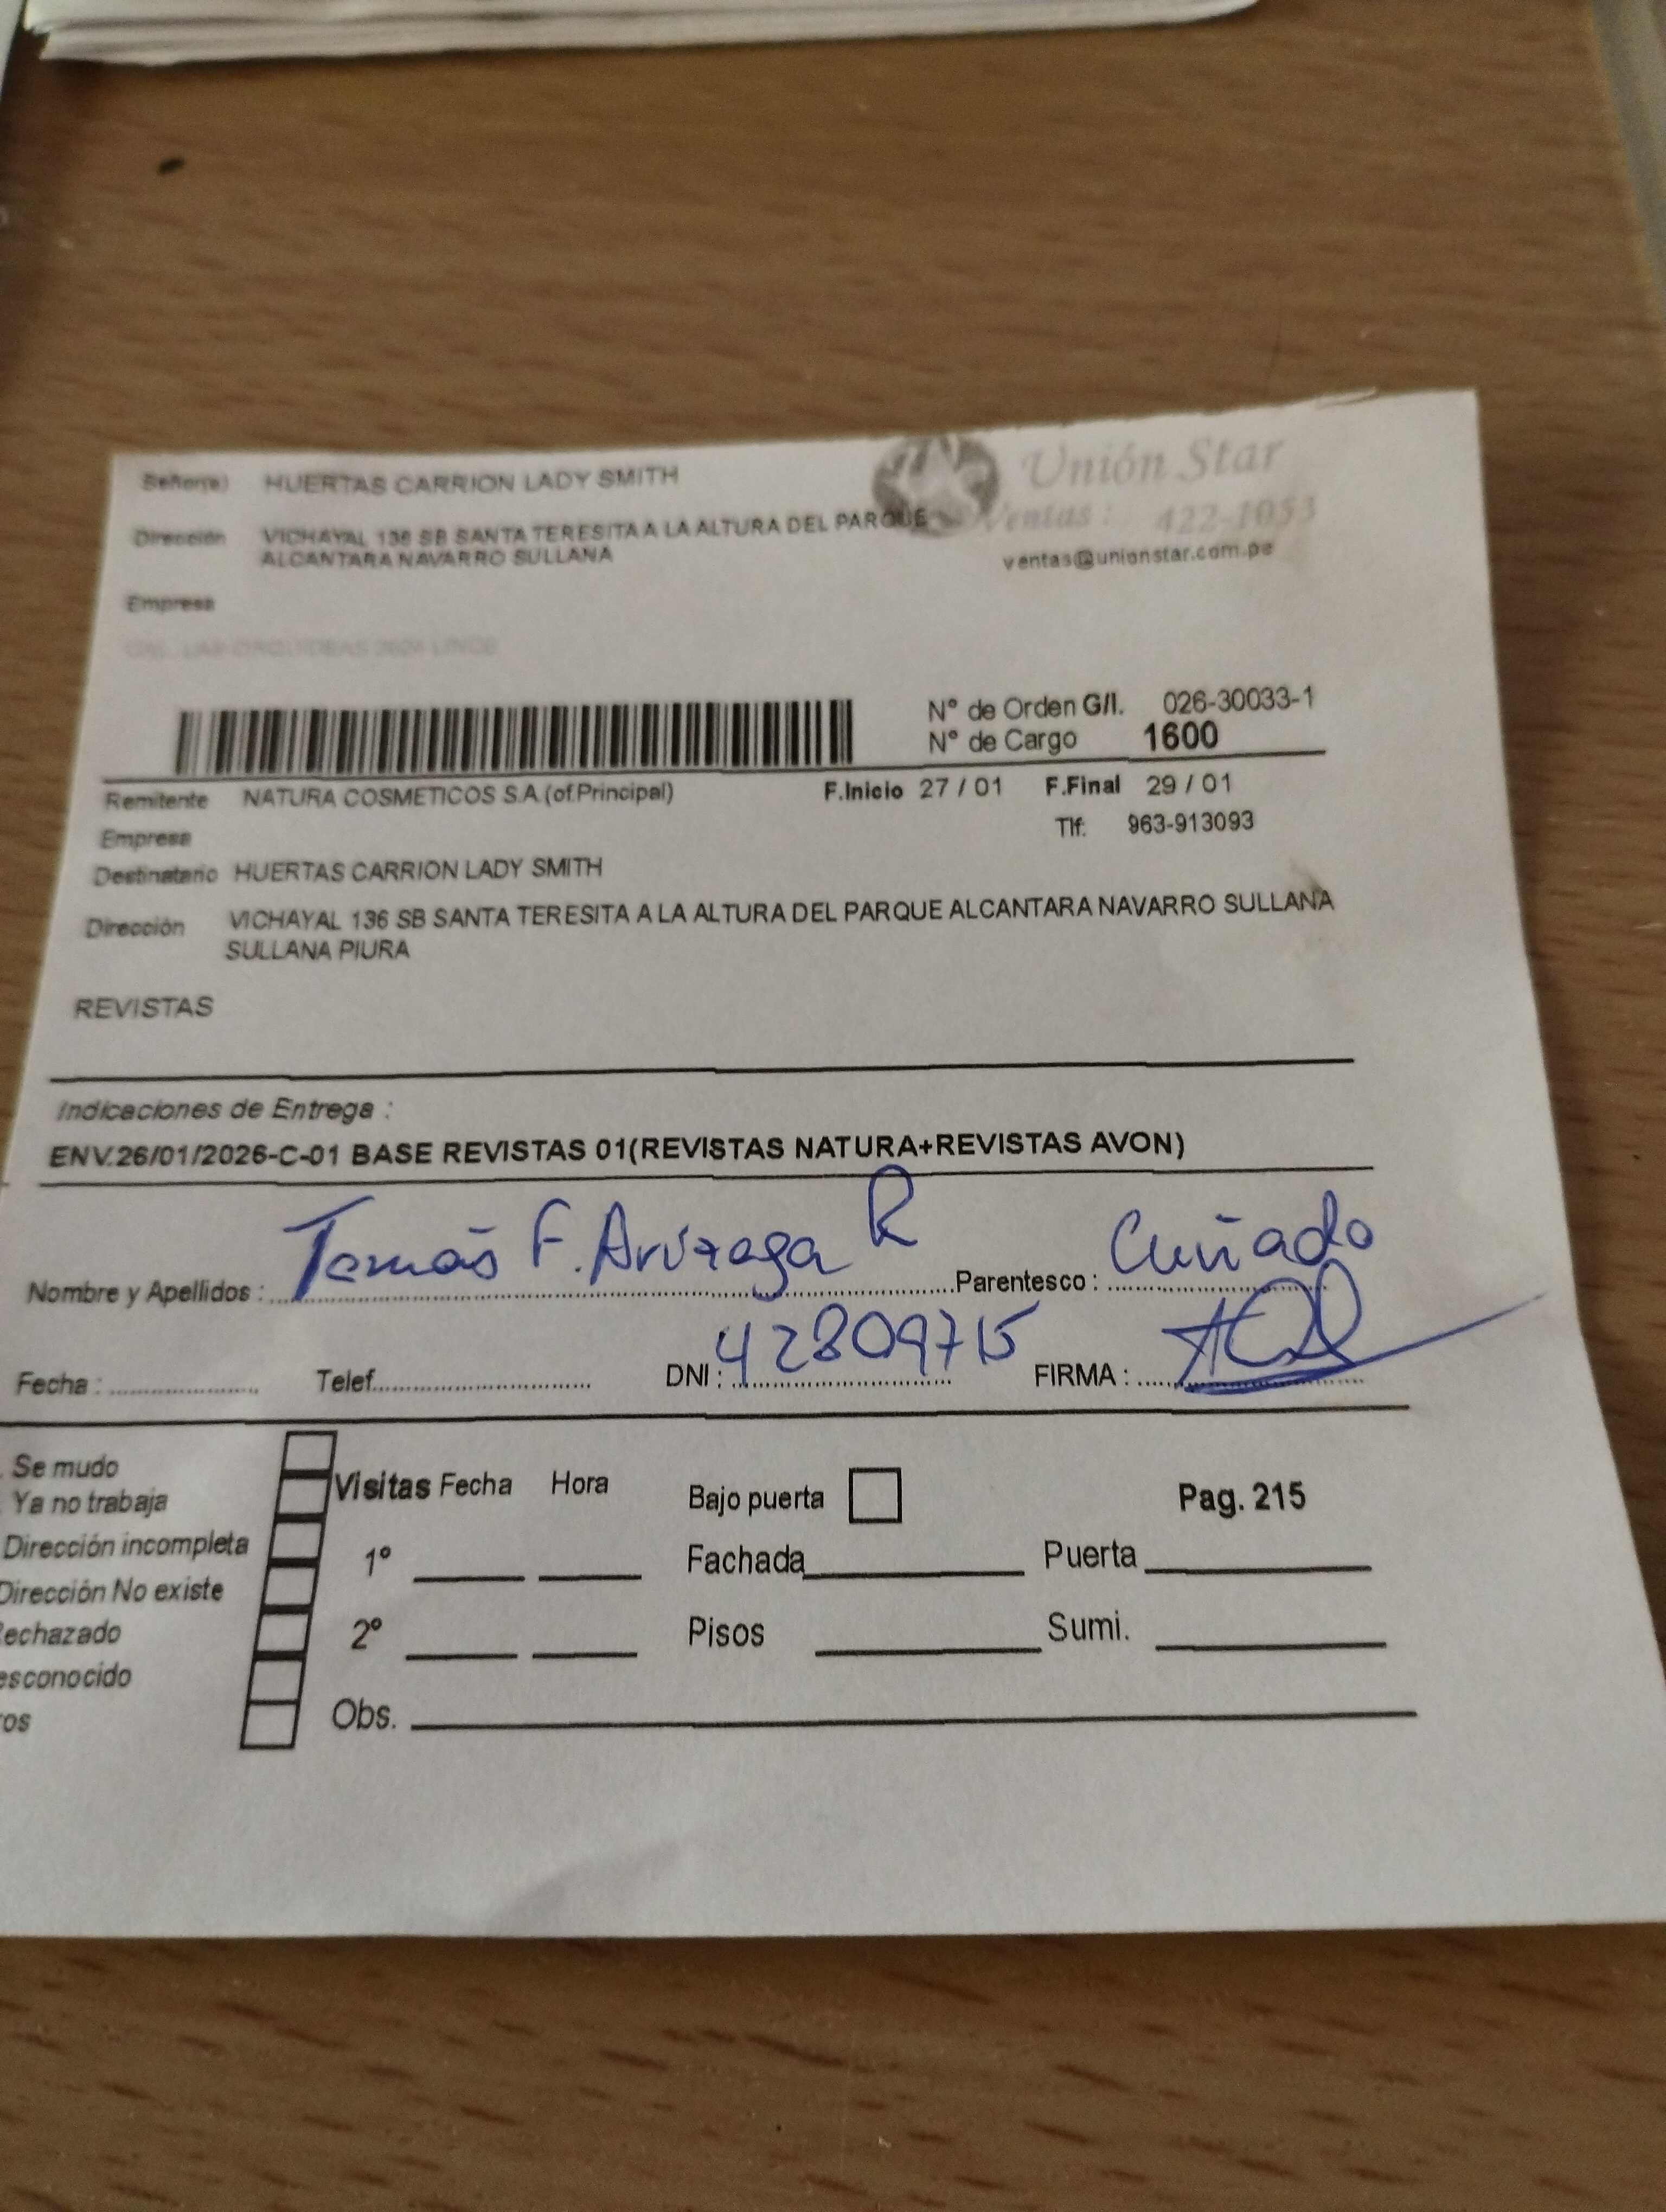 Señor(a) HUERTAS CARRION LADY SMITH
Unión Star
Dirección VICHAYAL 136 SB SANTA TERESITA A LA ALTURA DEL PARQUE
ALCANTARA NAVARRO SULLANA
Ventas : 422-1053
ventas@unionstar.com.pe
Empresa
N° de Orden G/I. 026-30033-1
N° de Cargo 1600
Remitente NATURA COSMETICOS S.A.(of.Principal) F.Inicio 27 / 01 F.Final 29 / 01
Empresa Tlf: 963-913093
Destinatario HUERTAS CARRION LADY SMITH
Dirección VICHAYAL 136 SB SANTA TERESITA A LA ALTURA DEL PARQUE ALCANTARA NAVARRO SULLANA
SULLANA PIURA
REVISTAS
Indicaciones de Entrega :
ENV.26/01/2026-C-01 BASE REVISTAS 01(REVISTAS NATURA+REVISTAS AVON)
Nombre y Apellidos : Tomás F. R Parentesco : Cuñado
Fecha : Telef. DNI : 42809715 FIRMA :
Se mudo
Ya no trabaja
Dirección incompleta
Dirección No existe
echazado
esconocido
ros
Visitas Fecha Hora Bajo puerta Pag. 215
1° Fachada Puerta
2° Pisos Sumi.
Obs.